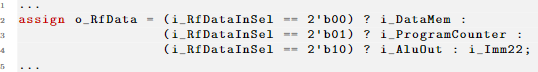 1 ...
2 assign o_RfData = (i_RfDataInSel == 2'b00) ? i_DataMem :
3 (i_RfDataInSel == 2'b01) ? i_ProgramCounter :
4 (i_RfDataInSel == 2'b10) ? i_AluOut : i_Imm22;
5 ...